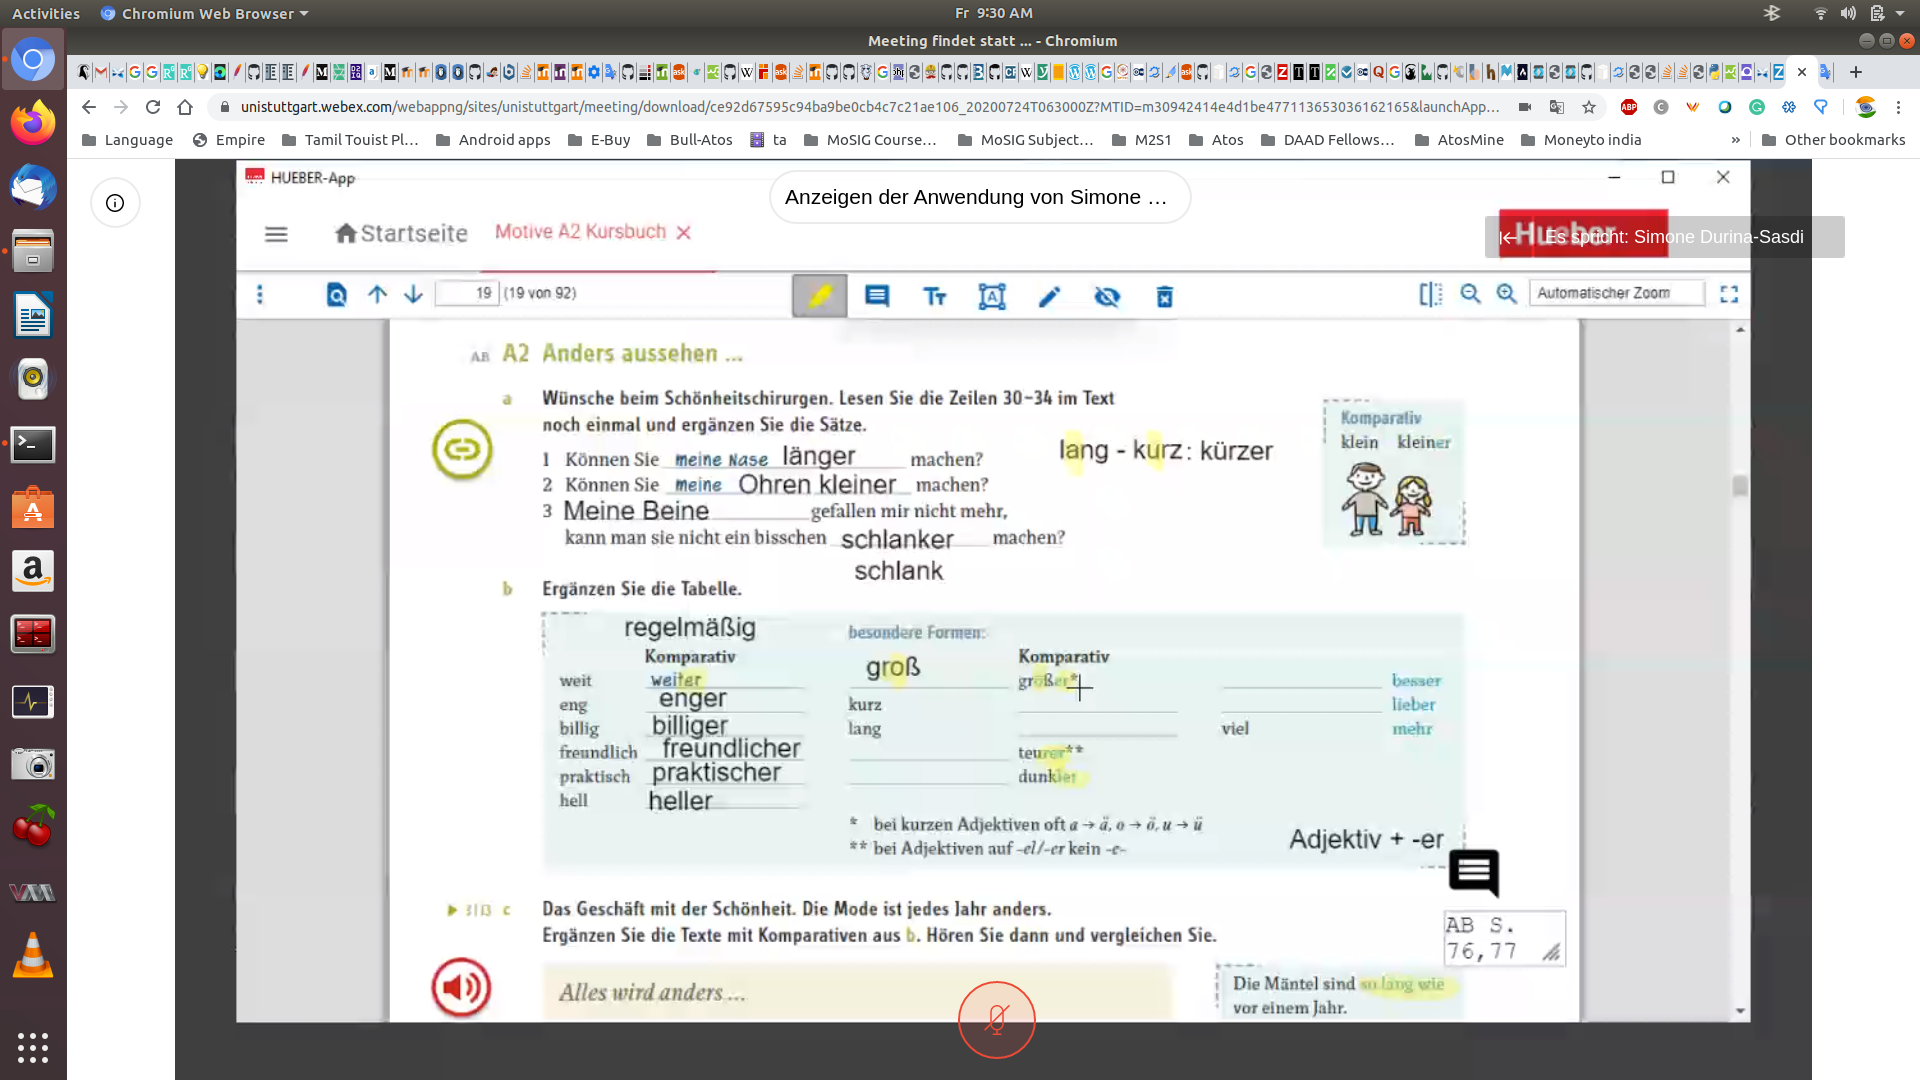 Activities
Chromium Web Browser
Fr 9:30 AM
Meeting findet statt ... - Chromium
unistuttgart.webex.com/webappng/sites/unistuttgart/meeting/download/ce92d67595c94ba9be0cb4c7c21ae106_20200724T063000Z?MTID=m30942414e4d1be477113653036162165&launchApp...
Language
Empire
Tamil Touist Pl...
Android apps
E-Buy
Bull-Atos
ta
MoSIG Course...
MoSIG Subject...
M2S1
Atos
DAAD Fellows...
AtosMine
Moneyto india
»
Other bookmarks
HUEBER-App
Anzeigen der Anwendung von Simone ...
Startseite
Motive A2 Kursbuch
Hueber
Es spricht: Simone Durina-Sasdi
19 (19 von 92)
Automatischer Zoom
AB A2 Anders aussehen ...
a Wünsche beim Schönheitschirurgen. Lesen Sie die Zeilen 30–34 im Text
noch einmal und ergänzen Sie die Sätze.
1 Können Sie meine Nase länger machen?
2 Können Sie meine Ohren kleiner machen?
3 Meine Beine gefallen mir nicht mehr,
kann man sie nicht ein bisschen schlanker machen?
schlank
lang - kurz: kürzer
Komparativ
klein kleiner
b Ergänzen Sie die Tabelle.
regelmäßig
Komparativ
weit weiter
eng enger
billig billiger
freundlich freundlicher
praktisch praktischer
hell heller
besondere Formen:
Komparativ
groß größer*
kurz
lang
teurer**
dunkler
besser
lieber
viel mehr
* bei kurzen Adjektiven oft a → ä, o → ö, u → ü
** bei Adjektiven auf -el/-er kein -e-
Adjektiv + -er
AB S.
76,77
3|13 c Das Geschäft mit der Schönheit. Die Mode ist jedes Jahr anders.
Ergänzen Sie die Texte mit Komparativen aus b. Hören Sie dann und vergleichen Sie.
Alles wird anders ...
Die Mäntel sind so lang wie
vor einem Jahr.